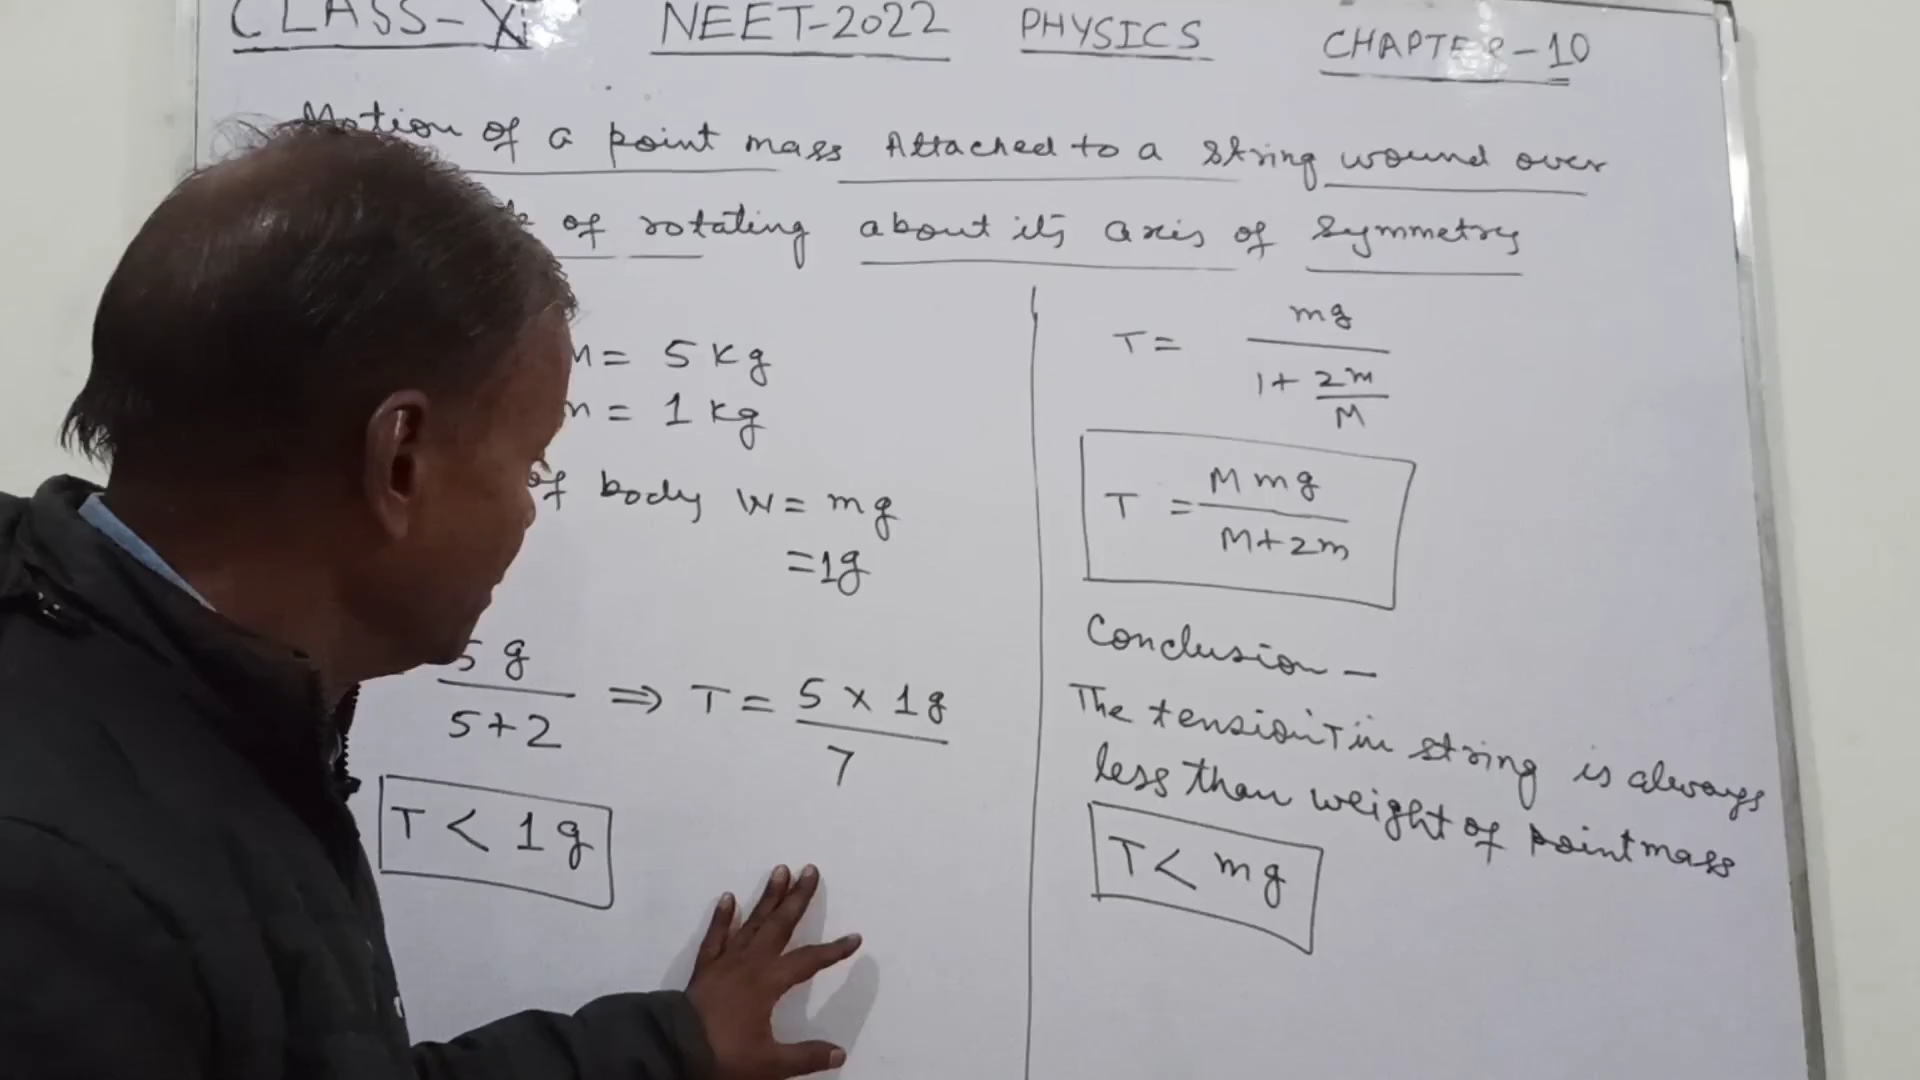 CLASS-XI NEET-2022 PHYSICS CHAPTER-10
Motion of a point mass Attached to a string wound over
of rotating about its axis of symmetry
M = 5 Kg
m = 1 Kg
of body W = mg
= 1g
5 g / 5+2 ⇒ T = 5 × 1g / 7
T < 1g
T = mg / 1 + 2m / M
T = M m g / M+2m
Conclusion -
The tension T in string is always
less than weight of point mass
T < mg